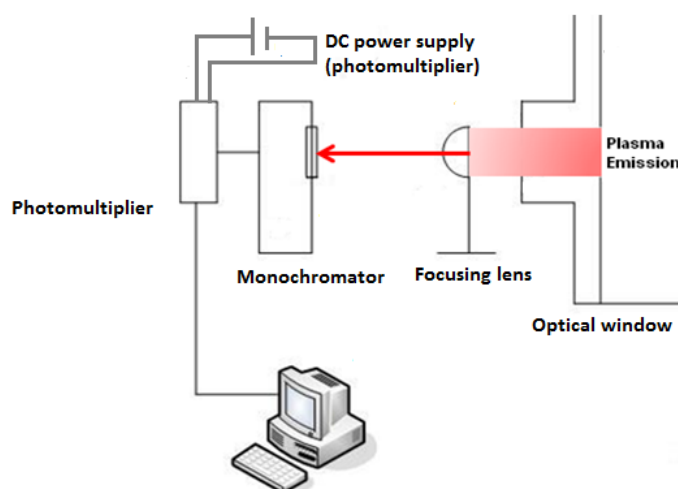 DC power supply
(photomultiplier)
Plasma
Emission
Photomultiplier
Monochromator
Focusing lens
Optical window